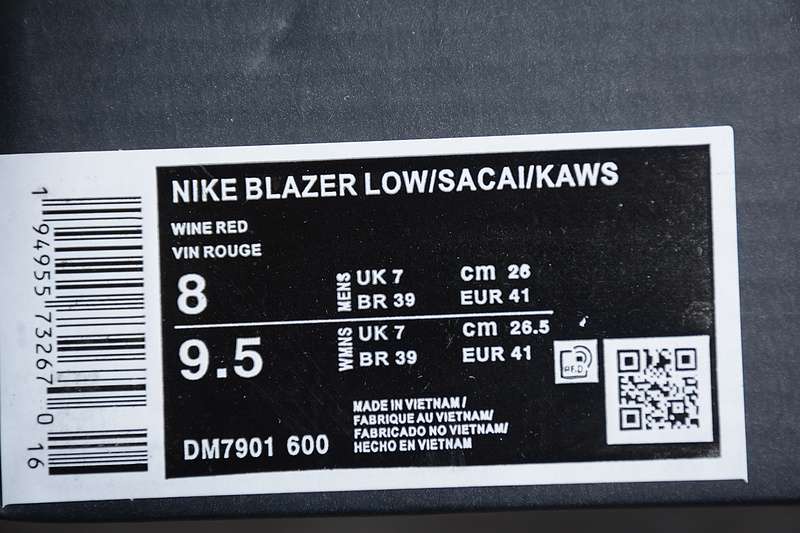 NIKE BLAZER LOW/SACAI/KAWS
WINE RED
VIN ROUGE
8 MENS UK 7 cm 26
BR 39 EUR 41
9.5 WMNS UK 7 cm 26.5
BR 39 EUR 41
RFID
MADE IN VIETNAM /
FABRIQUE AU VIETNAM/
FABRICADO NO VIETNAM/
HECHO EN VIETNAM
DM7901 600
1 94955 73267 0 16